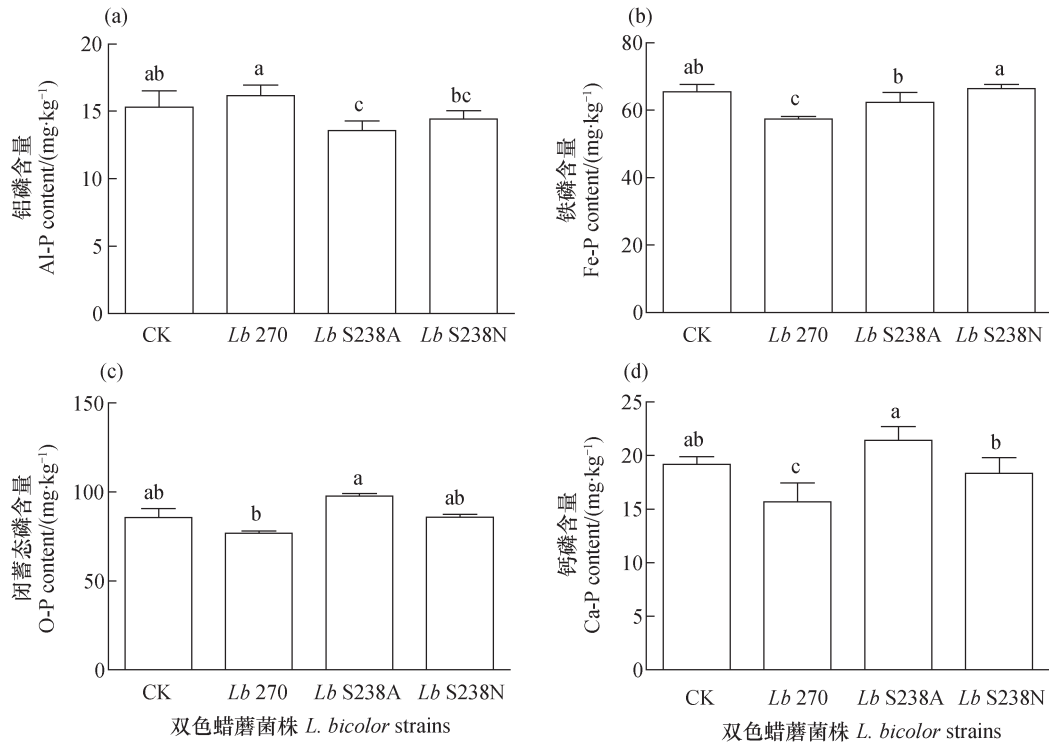 (a)
铝磷含量
Al-P content/(mg·kg⁻¹)
20
15
10
5
0
ab
a
c
bc
CK
Lb 270
Lb S238A
Lb S238N
(b)
铁磷含量
Fe-P content/(mg·kg⁻¹)
80
60
40
20
0
ab
c
b
a
CK
Lb 270
Lb S238A
Lb S238N
(c)
闭蓄态磷含量
O-P content/(mg·kg⁻¹)
150
100
50
0
ab
b
a
ab
CK
Lb 270
Lb S238A
Lb S238N
双色蜡蘑菌株 L. bicolor strains
(d)
钙磷含量
Ca-P content/(mg·kg⁻¹)
25
20
15
10
5
0
ab
c
a
b
CK
Lb 270
Lb S238A
Lb S238N
双色蜡蘑菌株 L. bicolor strains